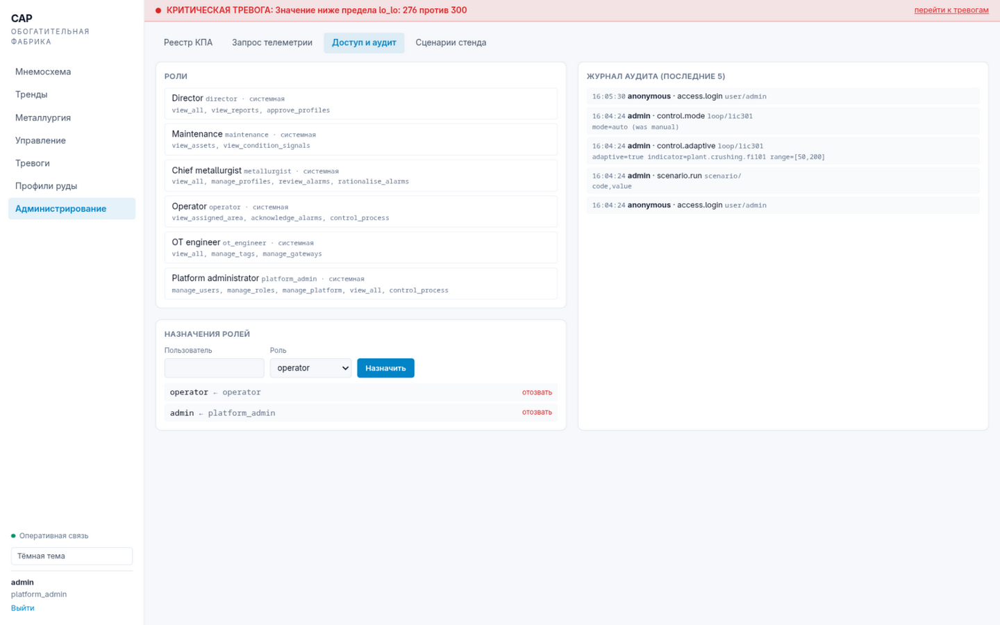 CAP
ОБОГАТИТЕЛЬНАЯ
ФАБРИКА
Мнемосхема
Тренды
Металлургия
Управление
Тревоги
Профили руды
Администрирование
Оперативная связь
Тёмная тема
admin
platform_admin
Выйти
КРИТИЧЕСКАЯ ТРЕВОГА: Значение ниже предела lo_lo: 276 против 300
перейти к тревогам
Реестр КПА
Запрос телеметрии
Доступ и аудит
Сценарии стенда
РОЛИ
Director director · системная
view_all, view_reports, approve_profiles
Maintenance maintenance · системная
view_assets, view_condition_signals
Chief metallurgist metallurgist · системная
view_all, manage_profiles, review_alarms, rationalise_alarms
Operator operator · системная
view_assigned_area, acknowledge_alarms, control_process
OT engineer ot_engineer · системная
view_all, manage_tags, manage_gateways
Platform administrator platform_admin · системная
manage_users, manage_roles, manage_platform, view_all, control_process
НАЗНАЧЕНИЯ РОЛЕЙ
Пользователь
Роль
operator
Назначить
operator ← operator
отозвать
admin ← platform_admin
отозвать
ЖУРНАЛ АУДИТА (ПОСЛЕДНИЕ 5)
16:05:30 anonymous · access.login user/admin
16:04:24 admin · control.mode loop/lic301
mode=auto (was manual)
16:04:24 admin · control.adaptive loop/lic301
adaptive=true indicator=plant.crushing.fi101 range=[50,200]
16:04:24 admin · scenario.run scenario/
code,value
16:04:24 anonymous · access.login user/admin